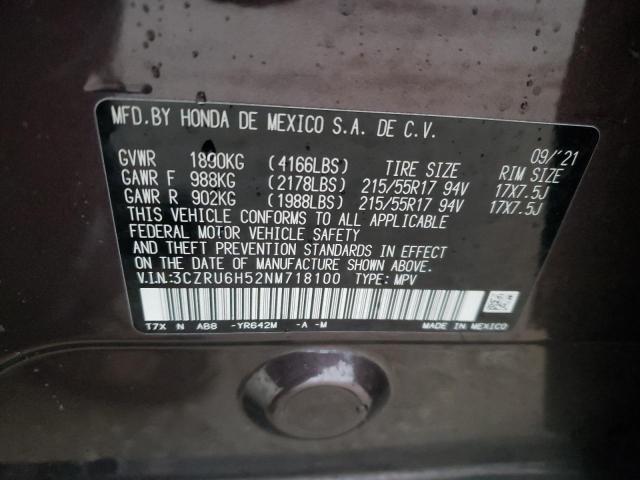 MFD.BY HONDA DE MEXICO S.A. DE C.V.
09/'21
GVWR 1890KG (4166LBS) TIRE SIZE RIM SIZE
GAWR F 988KG (2178LBS) 215/55R17 94V 17X7.5J
GAWR R 902KG (1988LBS) 215/55R17 94V 17X7.5J
THIS VEHICLE CONFORMS TO ALL APPLICABLE
FEDERAL MOTOR VEHICLE SAFETY
AND THEFT PREVENTION STANDARDS IN EFFECT
ON THE DATE OF MANUFACTURE SHOWN ABOVE.
V.I.N.:3CZRU6H52NM718100 TYPE: MPV
T7X N AB8 -YR642M -A -M MADE IN MEXICO